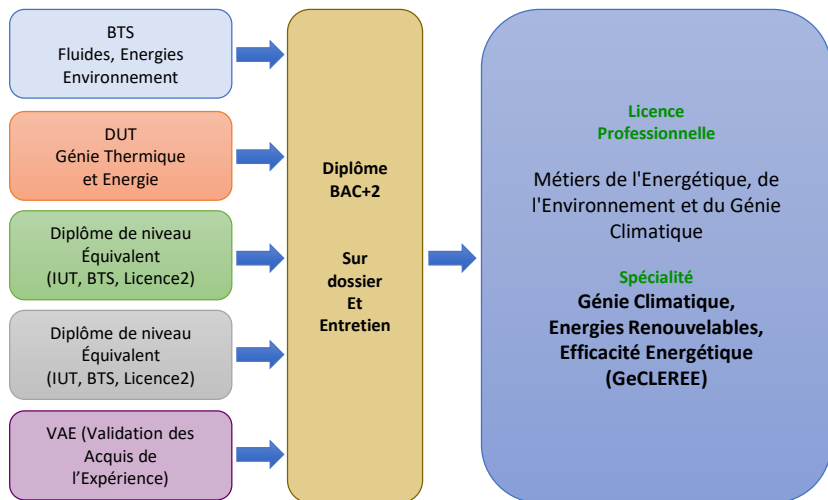 BTS
Fluides, Energies
Environnement
DUT
Génie Thermique
et Energie
Diplôme de niveau
Équivalent
(IUT, BTS, Licence2)
Diplôme de niveau
Équivalent
(IUT, BTS, Licence2)
VAE (Validation des
Acquis de
l’Expérience)
Diplôme
BAC+2
Sur
dossier
Et
Entretien
Licence
Professionnelle
Métiers de l'Energétique, de
l'Environnement et du Génie
Climatique
Spécialité
Génie Climatique,
Energies Renouvelables,
Efficacité Energétique
(GeCLEREE)